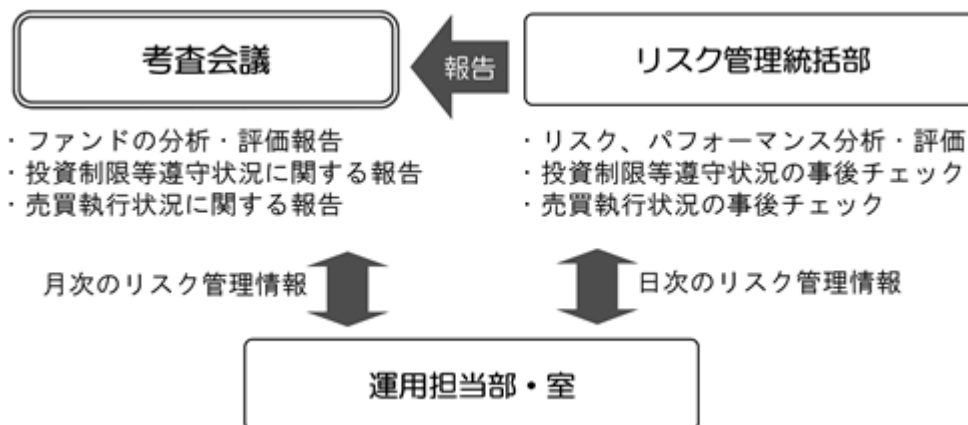 考査会議
報告
リスク管理統括部
・ファンドの分析・評価報告
・投資制限等遵守状況に関する報告
・売買執行状況に関する報告
・リスク、パフォーマンス分析・評価
・投資制限等遵守状況の事後チェック
・売買執行状況の事後チェック
月次のリスク管理情報
日次のリスク管理情報
運用担当部・室